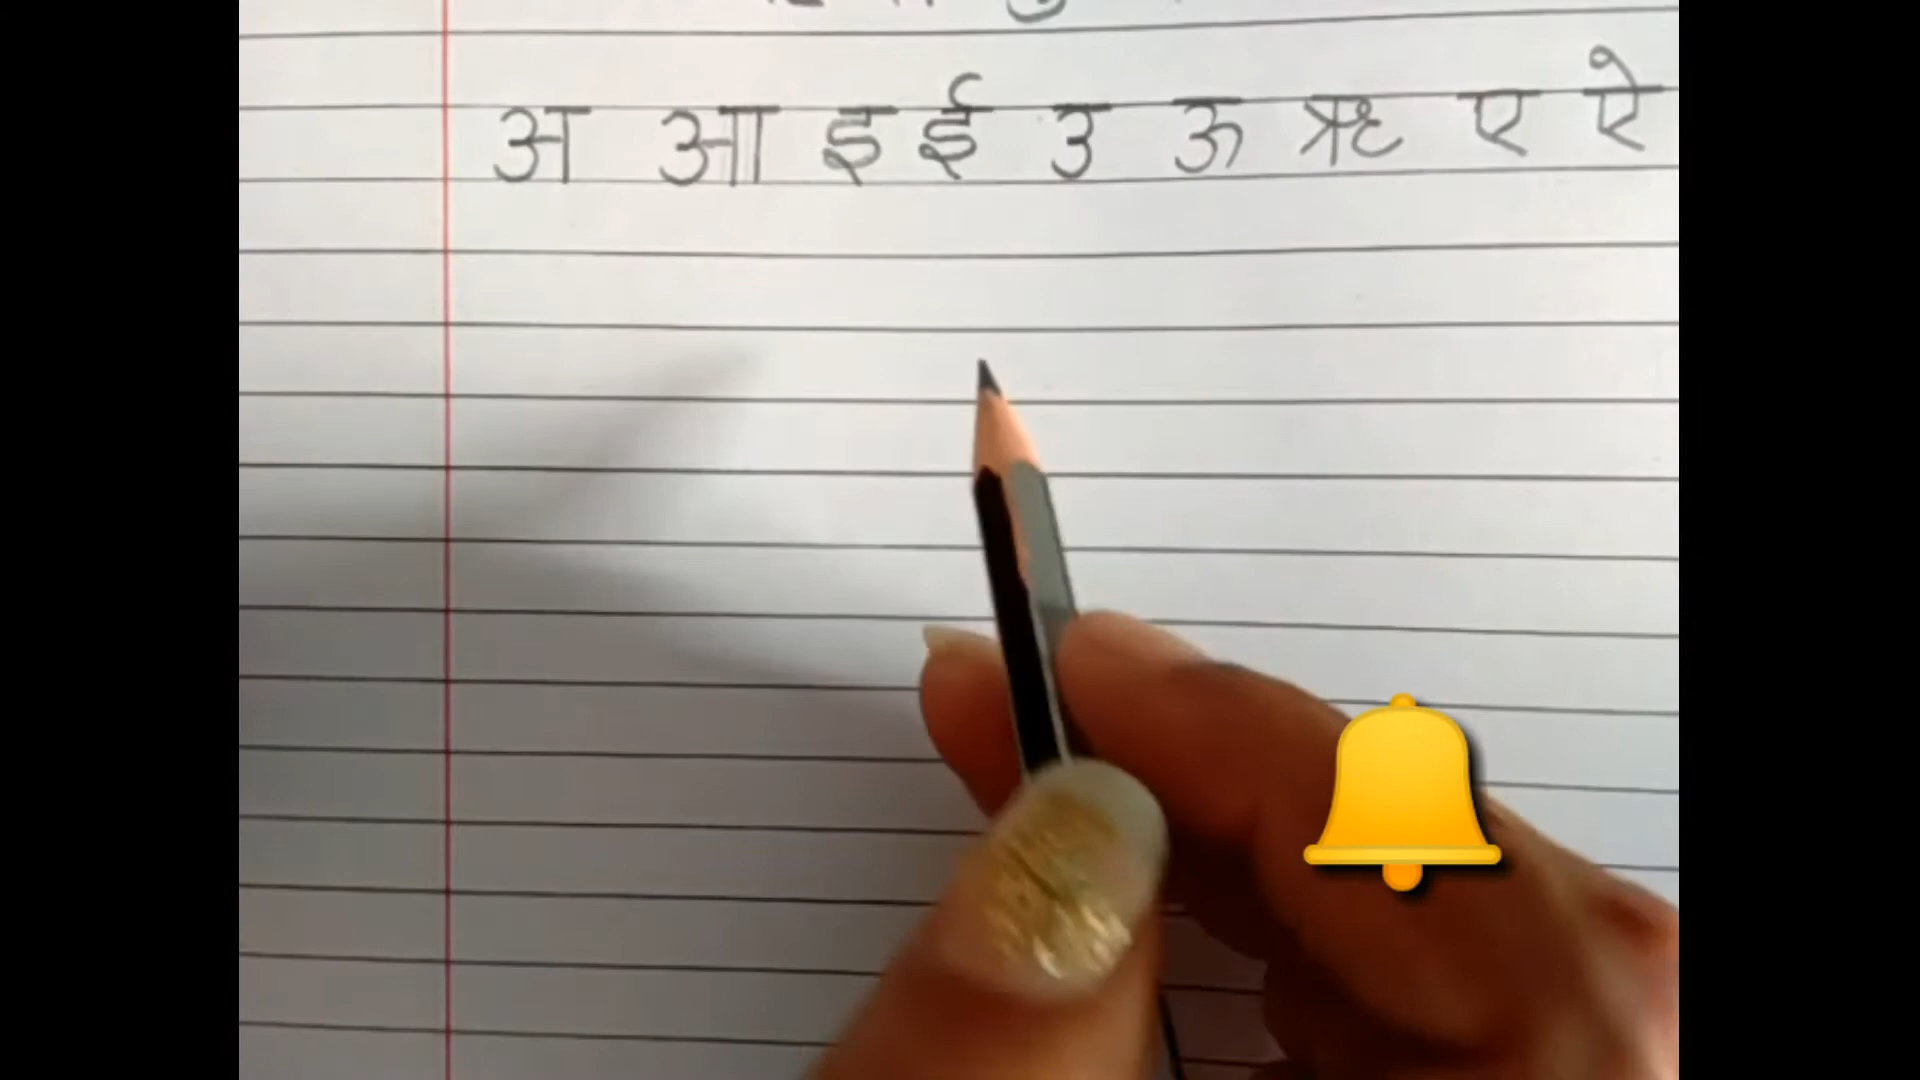 अ आ इ ई उ ऊ ऋ ए ऐ